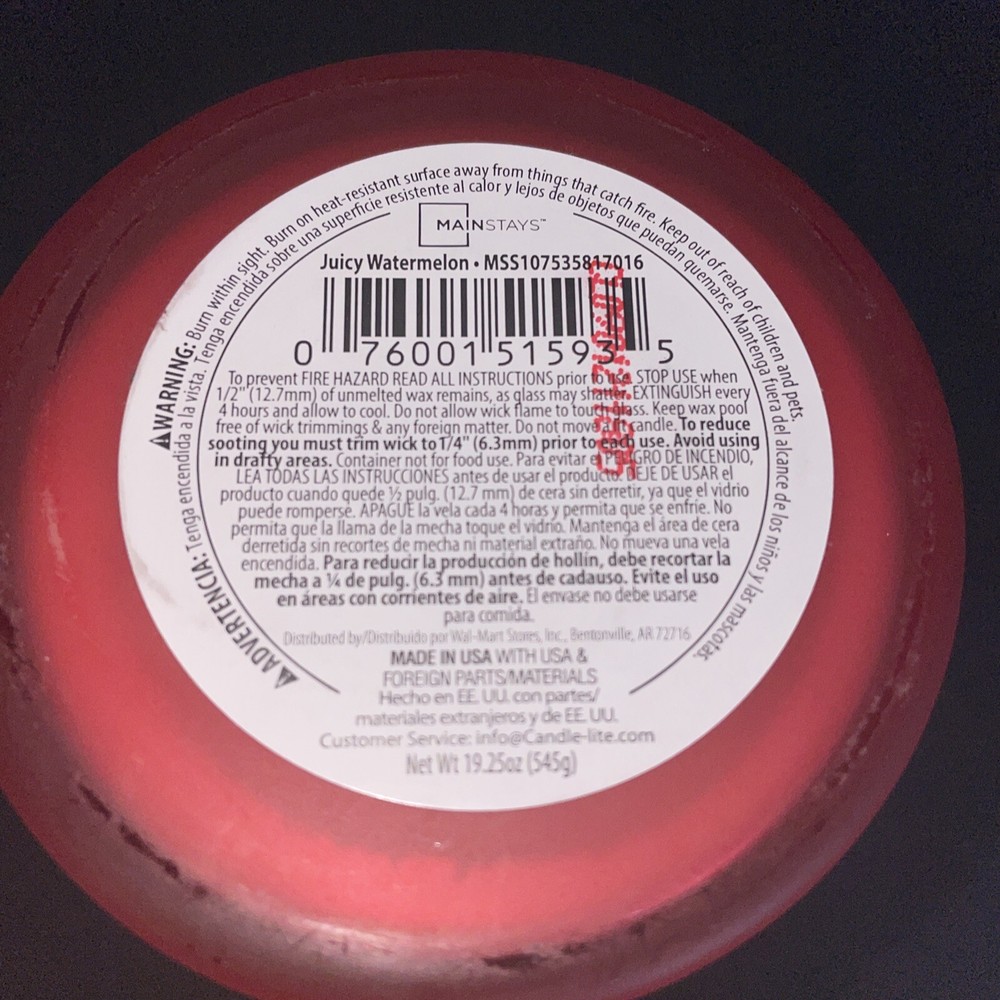 ⚠WARNING: Burn within sight. Burn on heat-resistant surface away from things that catch fire. Keep out of reach of children and pets.
⚠ADVERTENCIA: Tenga encendida a la vista. Tenga encendida sobre una superficie resistente al calor y lejos de objetos que puedan quemarse. Mantenga fuera del alcance de los niños y las mascotas.
MAINSTAYS™
Juicy Watermelon • MSS107535817016
0 76001 51593 5
To prevent FIRE HAZARD READ ALL INSTRUCTIONS prior to use. STOP USE when
1/2" (12.7mm) of unmelted wax remains, as glass may shatter. EXTINGUISH every
4 hours and allow to cool. Do not allow wick flame to touch glass. Keep wax pool
free of wick trimmings & any foreign matter. Do not move a lit candle. To reduce
sooting you must trim wick to 1/4" (6.3mm) prior to each use. Avoid using
in drafty areas. Container not for food use. Para evitar el PELIGRO DE INCENDIO,
LEA TODAS LAS INSTRUCCIONES antes de usar el producto. DEJE DE USAR el
producto cuando quede ½ pulg. (12.7 mm) de cera sin derretir, ya que el vidrio
puede romperse. APAGUE la vela cada 4 horas y permita que se enfríe. No
permita que la llama de la mecha toque el vidrio. Mantenga el área de cera
derretida sin recortes de mecha ni material extraño. No mueva una vela
encendida. Para reducir la producción de hollín, debe recortar la
mecha a ¼ de pulg. (6.3 mm) antes de cadauso. Evite el uso
en áreas con corrientes de aire. El envase no debe usarse
para comida.
Distributed by/Distribuido por Wal-Mart Stores, Inc., Bentonville, AR 72716
MADE IN USA WITH USA &
FOREIGN PARTS/MATERIALS
Hecho en EE. UU. con partes/
materiales extranjeros y de EE. UU.
Customer Service: info@Candle-lite.com
Net Wt 19.25oz (545g)